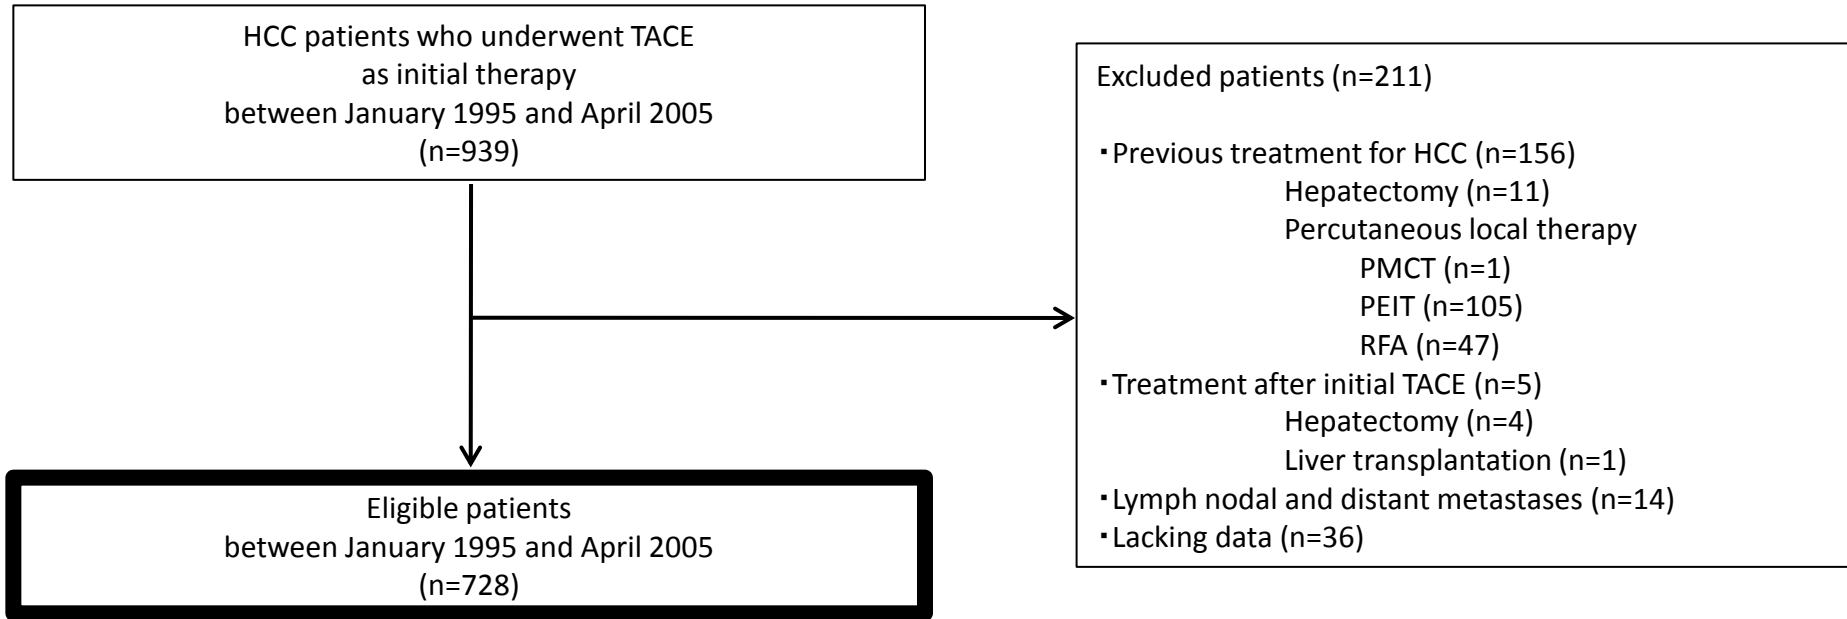 HCC patients who underwent TACE
as initial therapy
between January 1995 and April 2005
(n=939)
Excluded patients (n=211)
・Previous treatment for HCC (n=156)
Hepatectomy (n=11)
Percutaneous local therapy
PMCT (n=1)
PEIT (n=105)
RFA (n=47)
・Treatment after initial TACE (n=5)
Hepatectomy (n=4)
Liver transplantation (n=1)
・Lymph nodal and distant metastases (n=14)
・Lacking data (n=36)
Eligible patients
between January 1995 and April 2005
(n=728)